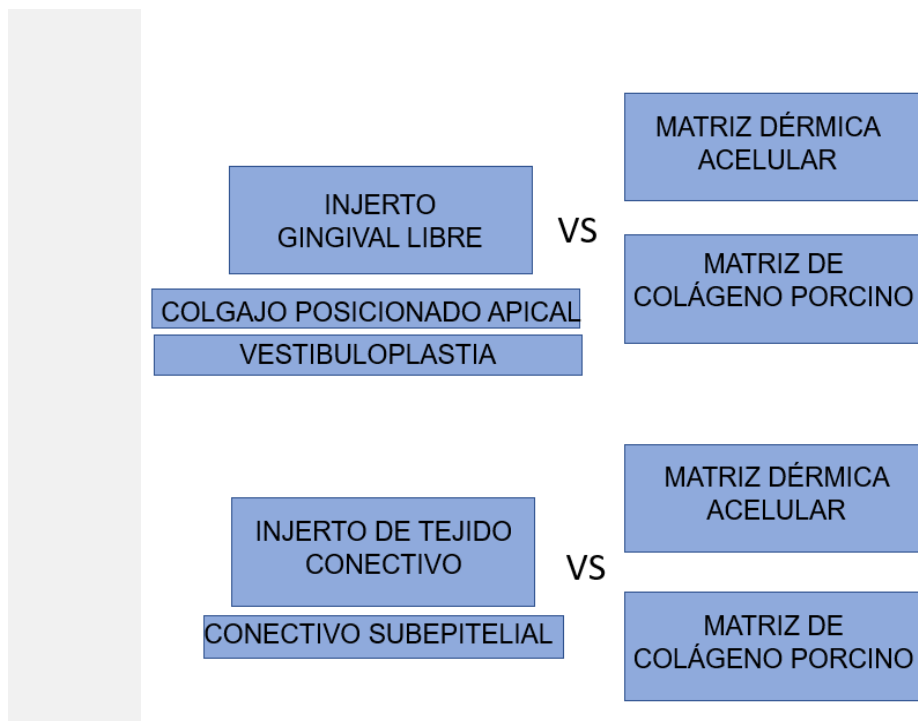 MATRIZ DÉRMICA
ACELULAR
INJERTO
GINGIVAL LIBRE
VS
MATRIZ DE
COLÁGENO PORCINO
COLGAJO POSICIONADO APICAL
VESTIBULOPLASTIA
MATRIZ DÉRMICA
ACELULAR
INJERTO DE TEJIDO
CONECTIVO
VS
CONECTIVO SUBEPITELIAL
MATRIZ DE
COLÁGENO PORCINO